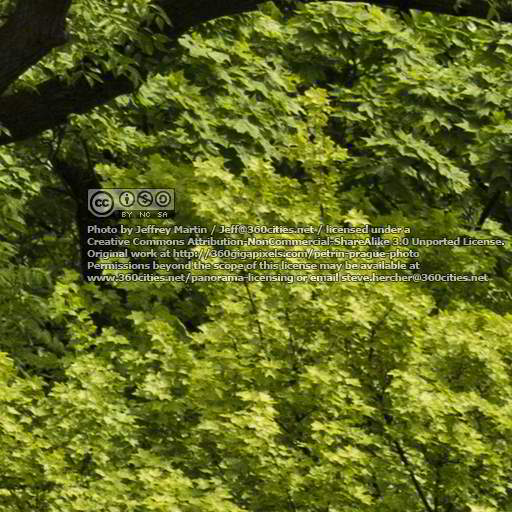 cc
BY NC SA
Photo by Jeffrey Martin / Jeff@360cities.net / licensed under a
Creative Commons Attribution-NonCommercial-ShareAlike 3.0 Unported License.
Original work at http://360gigapixels.com/petrin-prague-photo
Permissions beyond the scope of this license may be available at
www.360cities.net/panorama-licensing or email steve.hercher@360cities.net